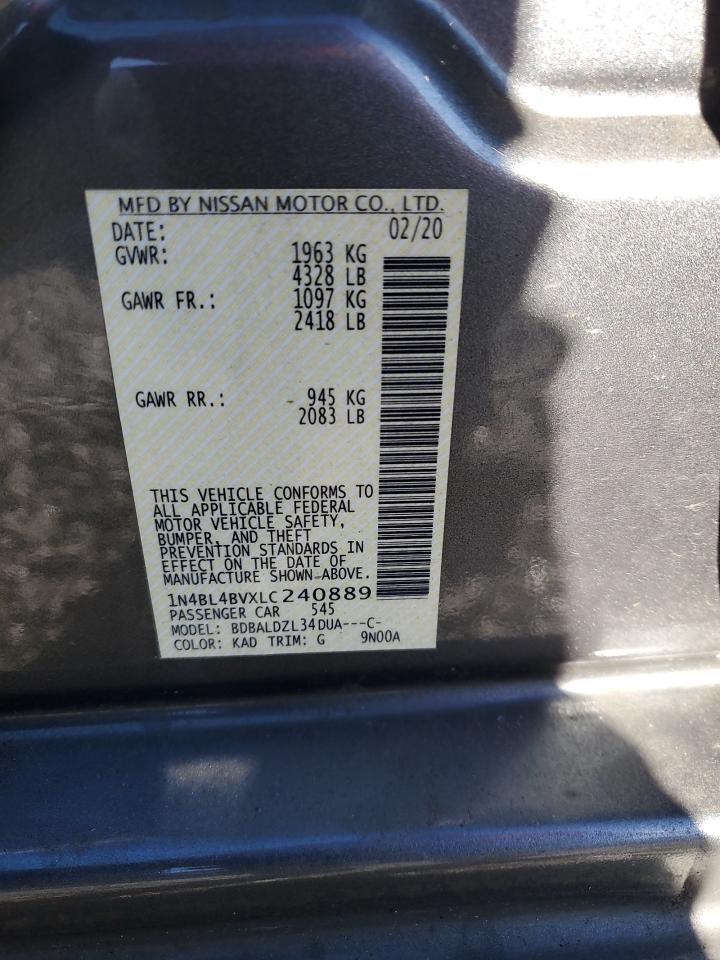 MFD BY NISSAN MOTOR CO., LTD.
DATE: 02/20
GVWR: 1963 KG
4328 LB
GAWR FR.: 1097 KG
2418 LB
GAWR RR.: 945 KG
2083 LB
THIS VEHICLE CONFORMS TO
ALL APPLICABLE FEDERAL
MOTOR VEHICLE SAFETY,
BUMPER, AND THEFT
PREVENTION STANDARDS IN
EFFECT ON THE DATE OF
MANUFACTURE SHOWN ABOVE.
1N4BL4BVXLC240889
PASSENGER CAR 545
MODEL: BDBALDZL34DUA---C-
COLOR: KAD TRIM: G 9N00A